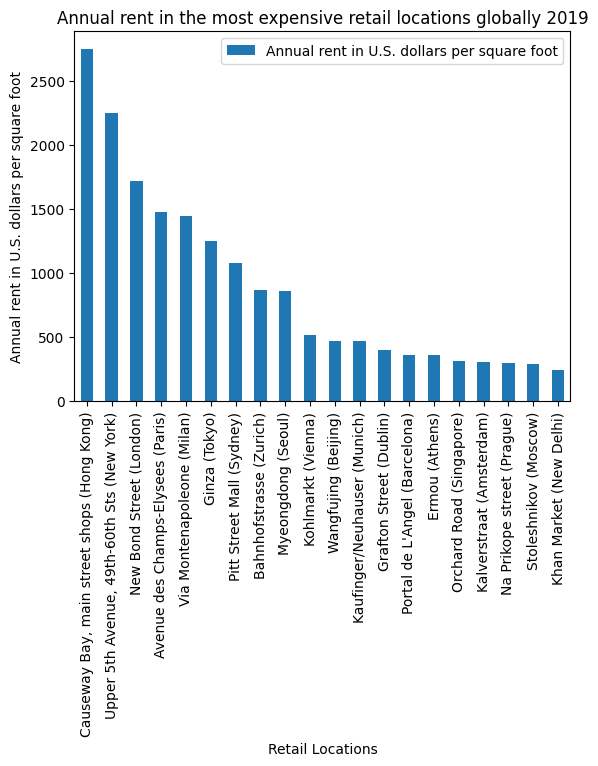 Annual rent in the most expensive retail locations globally 2019
Annual rent in U.S. dollars per square foot
Annual rent in U.S. dollars per square foot
2500
2000
1500
1000
500
0
Causeway Bay, main street shops (Hong Kong)
Upper 5th Avenue, 49th-60th Sts (New York)
New Bond Street (London)
Avenue des Champs-Elysees (Paris)
Via Montenapoleone (Milan)
Ginza (Tokyo)
Pitt Street Mall (Sydney)
Bahnhofstrasse (Zurich)
Myeongdong (Seoul)
Kohlmarkt (Vienna)
Wangfujing (Beijing)
Kaufinger/Neuhauser (Munich)
Grafton Street (Dublin)
Portal de L'Angel (Barcelona)
Ermou (Athens)
Orchard Road (Singapore)
Kalverstraat (Amsterdam)
Na Prikope street (Prague)
Stoleshnikov (Moscow)
Khan Market (New Delhi)
Retail Locations